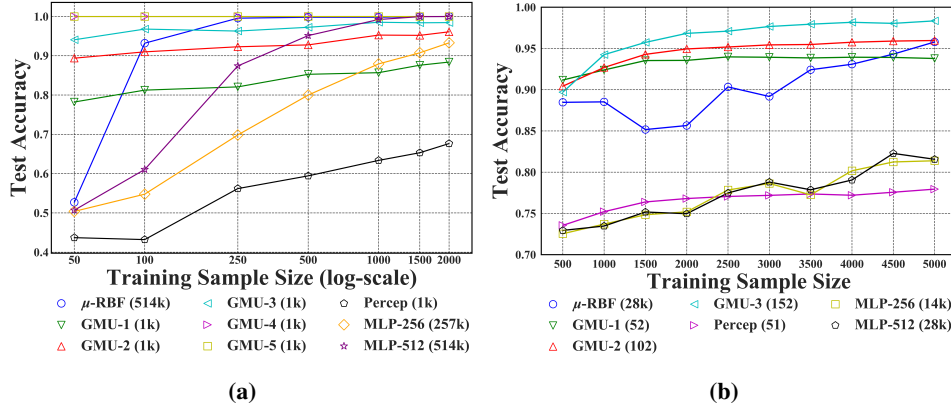 1.0
0.9
0.8
0.7
0.6
0.5
0.4
Test Accuracy
50 100 250 500 1000 1500 2000
Training Sample Size (log-scale)
μ-RBF (514k) GMU-3 (1k) Percep (1k)
GMU-1 (1k) GMU-4 (1k) MLP-256 (257k)
GMU-2 (1k) GMU-5 (1k) MLP-512 (514k)
(a)
1.00
0.95
0.90
0.85
0.80
0.75
0.70
Test Accuracy
500 1000 1500 2000 2500 3000 3500 4000 4500 5000
Training Sample Size
μ-RBF (28k) GMU-3 (152) MLP-256 (14k)
GMU-1 (52) Percep (51) MLP-512 (28k)
GMU-2 (102)
(b)